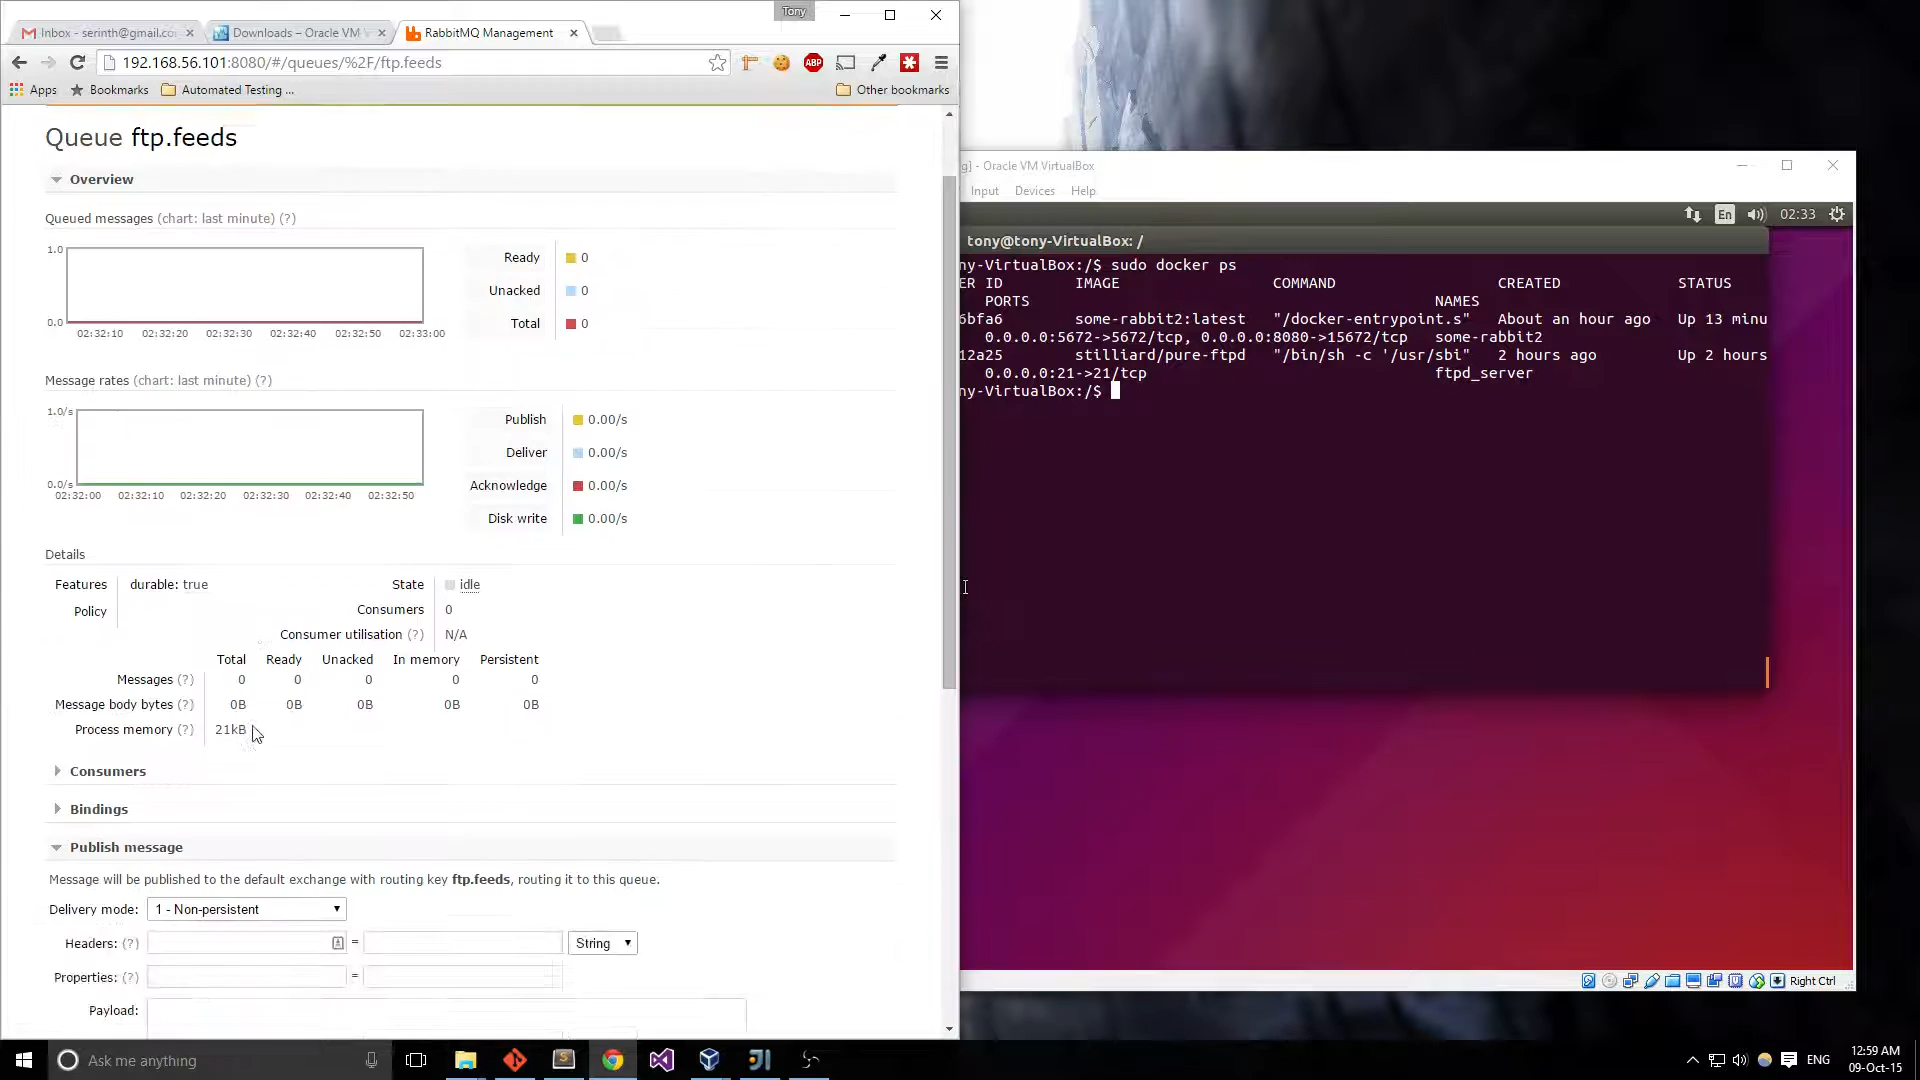 Tony
Inbox - serinth@gmail.co
Downloads – Oracle VM V
RabbitMQ Management
192.168.56.101:8080/#/queues/%2F/ftp.feeds
ABP
Apps
Bookmarks
Automated Testing ...
Other bookmarks
Queue ftp.feeds
Overview
Queued messages (chart: last minute) (?)
1.0
0.0
02:32:10 02:32:20 02:32:30 02:32:40 02:32:50 02:33:00
Ready 0
Unacked 0
Total 0
Message rates (chart: last minute) (?)
1.0/s
0.0/s
02:32:00 02:32:10 02:32:20 02:32:30 02:32:40 02:32:50
Publish 0.00/s
Deliver 0.00/s
Acknowledge 0.00/s
Disk write 0.00/s
Details
Features durable: true
Policy
State idle
Consumers 0
Consumer utilisation (?) N/A
Total Ready Unacked In memory Persistent
Messages (?) 0 0 0 0 0
Message body bytes (?) 0B 0B 0B 0B 0B
Process memory (?) 21kB
Consumers
Bindings
Publish message
Message will be published to the default exchange with routing key ftp.feeds, routing it to this queue.
Delivery mode: 1 - Non-persistent
Headers: (?) = String
Properties: (?) =
Payload:
g] - Oracle VM VirtualBox
Input Devices Help
En 02:33
tony@tony-VirtualBox: /
ny-VirtualBox:/$ sudo docker ps
ER ID IMAGE COMMAND CREATED STATUS
PORTS NAMES
6bfa6 some-rabbit2:latest "/docker-entrypoint.s" About an hour ago Up 13 minu
0.0.0.0:5672->5672/tcp, 0.0.0.0:8080->15672/tcp some-rabbit2
12a25 stilliard/pure-ftpd "/bin/sh -c '/usr/sbi" 2 hours ago Up 2 hours
0.0.0.0:21->21/tcp ftpd_server
ny-VirtualBox:/$
Right Ctrl
Ask me anything
ENG
12:59 AM
09-Oct-15